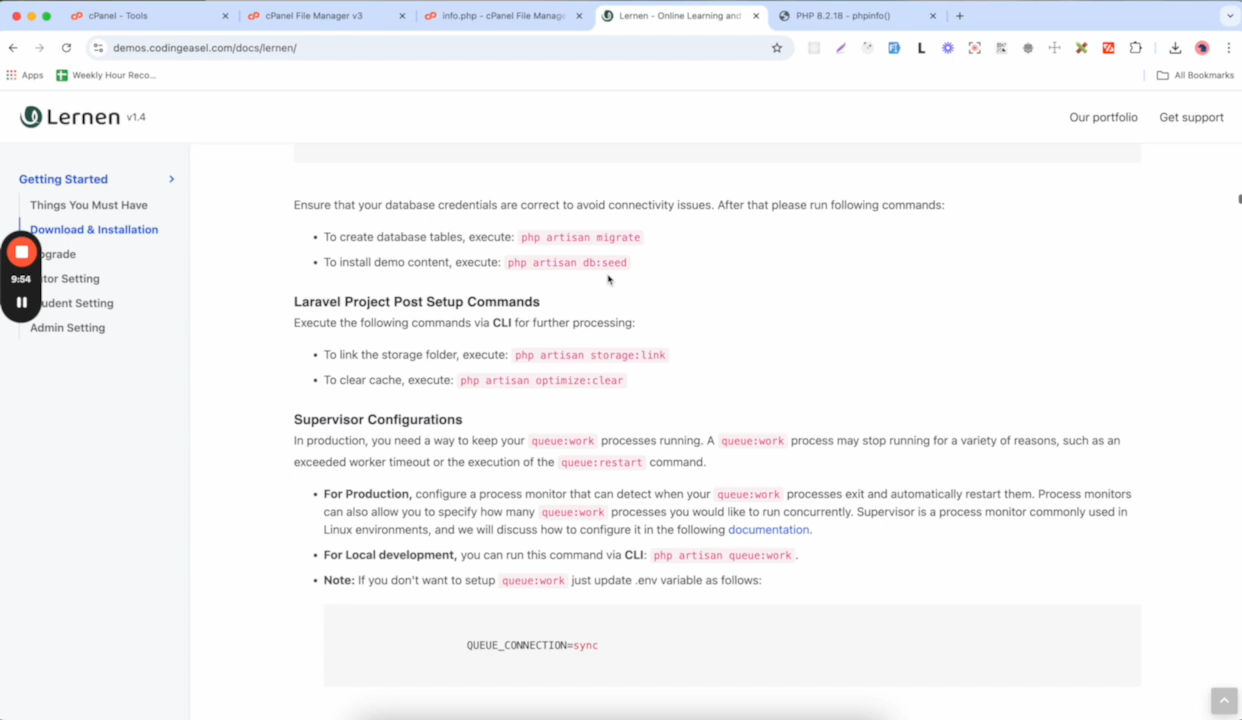 cPanel - Tools
cPanel File Manager v3
info.php - cPanel File Manage
Lernen - Online Learning and
PHP 8.2.18 - phpinfo()
demos.codingeasel.com/docs/lernen/
Apps
Weekly Hour Reco...
All Bookmarks
Lernen v1.4
Our portfolio
Get support
Getting Started
Things You Must Have
Download & Installation
pgrade
tor Setting
udent Setting
Admin Setting
9:54
Ensure that your database credentials are correct to avoid connectivity issues. After that please run following commands:
• To create database tables, execute: php artisan migrate
• To install demo content, execute: php artisan db:seed
Laravel Project Post Setup Commands
Execute the following commands via CLI for further processing:
• To link the storage folder, execute: php artisan storage:link
• To clear cache, execute: php artisan optimize:clear
Supervisor Configurations
In production, you need a way to keep your queue:work processes running. A queue:work process may stop running for a variety of reasons, such as an
exceeded worker timeout or the execution of the queue:restart command.
• For Production, configure a process monitor that can detect when your queue:work processes exit and automatically restart them. Process monitors
can also allow you to specify how many queue:work processes you would like to run concurrently. Supervisor is a process monitor commonly used in
Linux environments, and we will discuss how to configure it in the following documentation.
• For Local development, you can run this command via CLI: php artisan queue:work.
• Note: If you don't want to setup queue:work just update .env variable as follows:
QUEUE_CONNECTION=sync